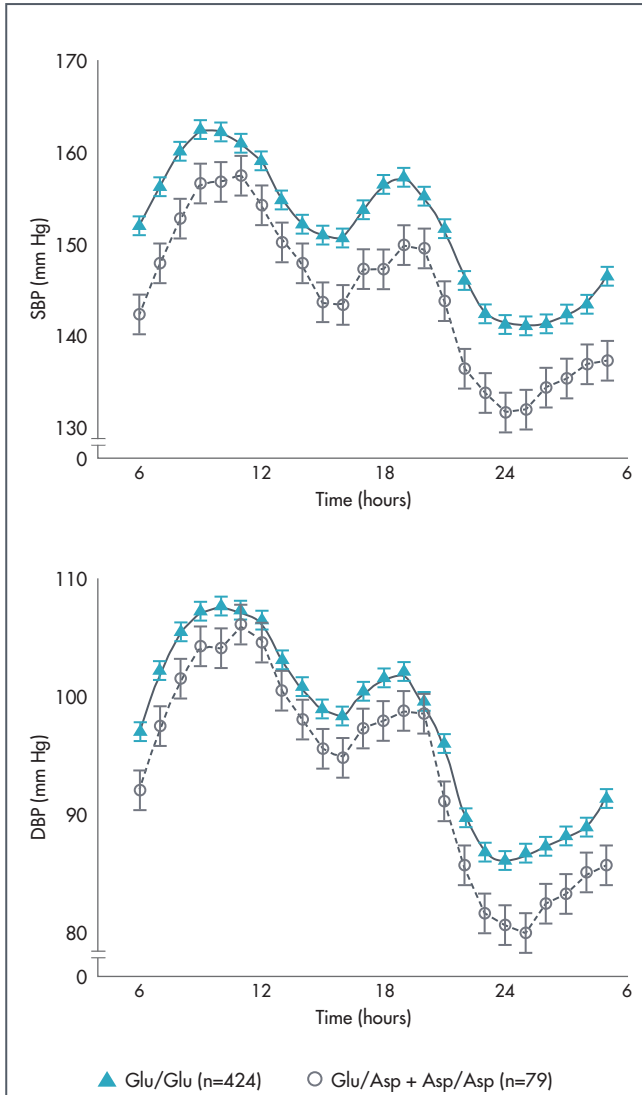 170
160
150
140
130
0
SBP (mm Hg)
6 12 18 24 6
Time (hours)
110
100
90
80
0
DBP (mm Hg)
6 12 18 24 6
Time (hours)
Glu/Glu (n=424) Glu/Asp + Asp/Asp (n=79)